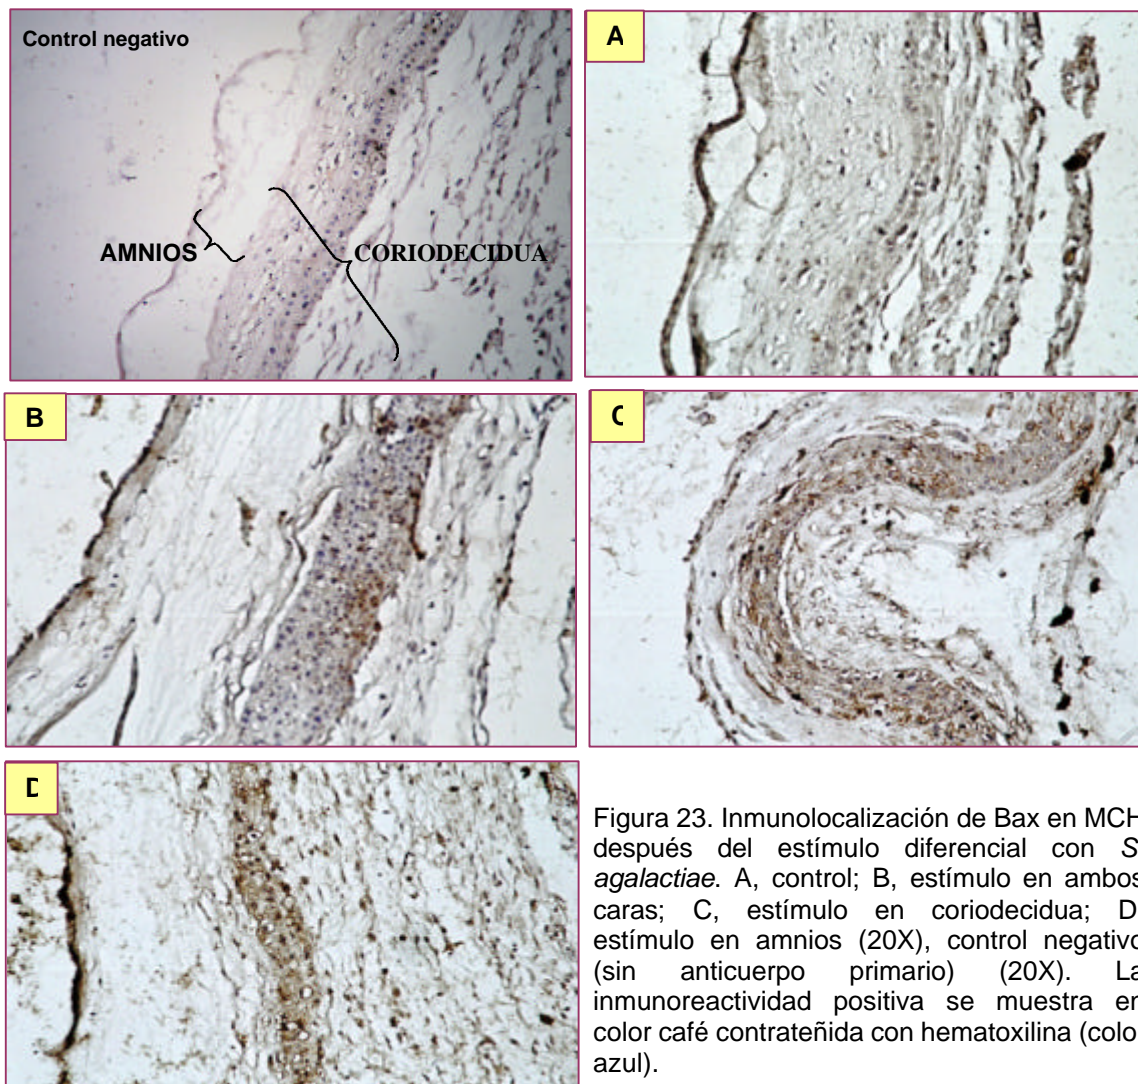 Control negativo
A
AMNIOS
CORIODECIDUA
B
C
D
Figura 23. Inmunolocalización de Bax en MCH
después del estímulo diferencial con S
agalactiae. A, control; B, estímulo en ambos
caras; C, estímulo en coriodecidua; D
estímulo en amnios (20X), control negativo
(sin anticuerpo primario) (20X). La
inmunoreactividad positiva se muestra en
color café contrateñida con hematoxilina (colo
azul).